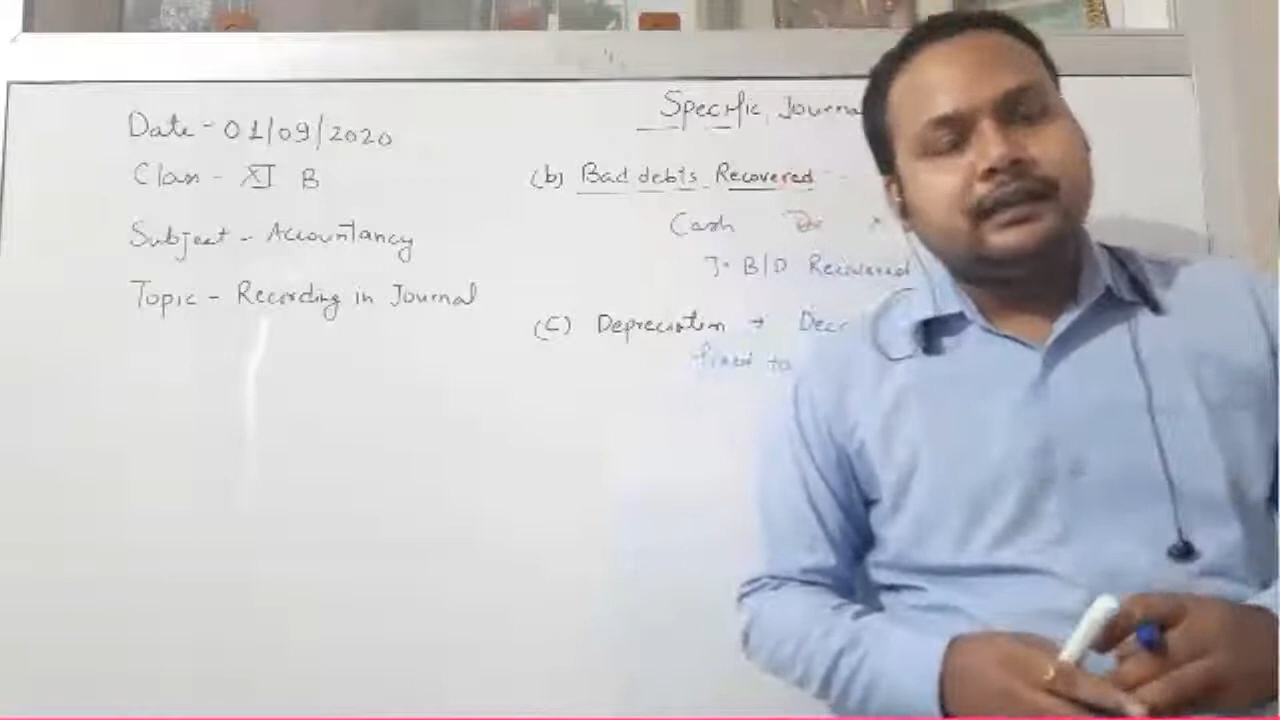 Date - 01/09/2020
Class - XI B
Subject - Accountancy
Topic - Recording in Journal
Specific Journa
(b) Bad debts Recovered
Cash Dr
To B/D Recovered
(C) Depreciation → Decr